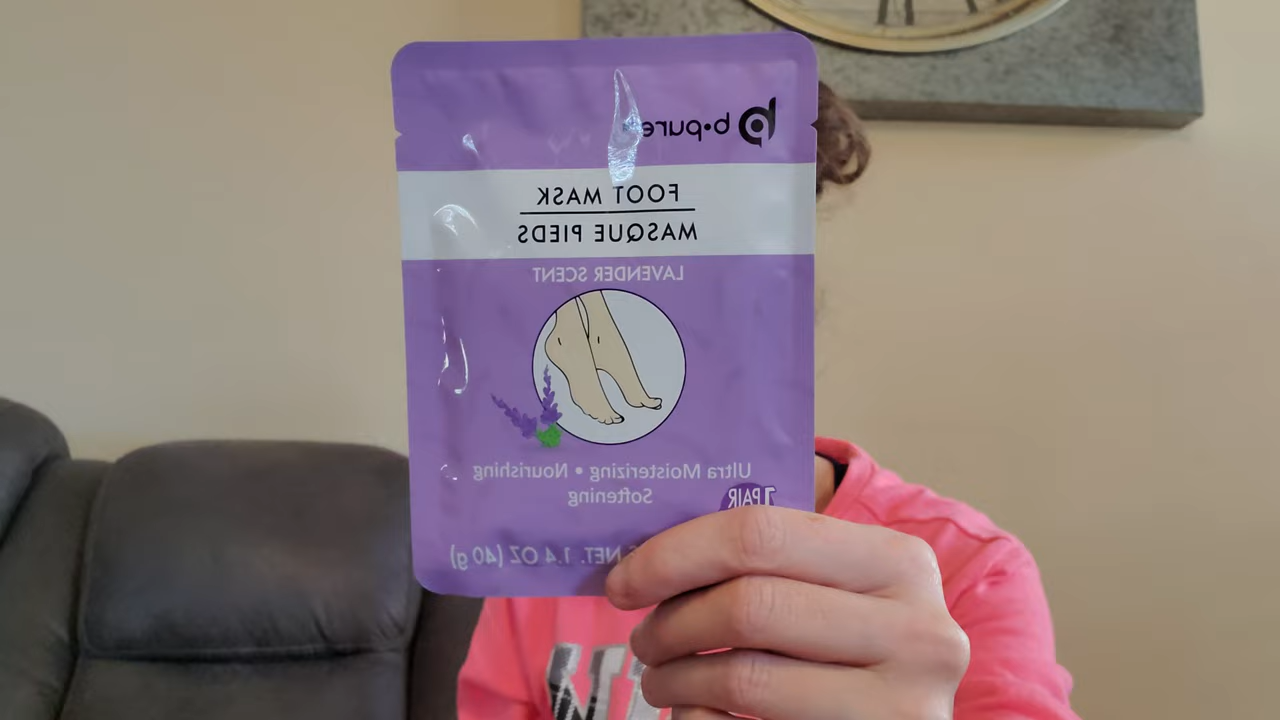 b•pure
FOOT MASK
MASQUE PIEDS
LAVENDER SCENT
Ultra Moisterizing • Nourishing
Softening
1 PAIR
NET. 1.4 OZ (40 g)